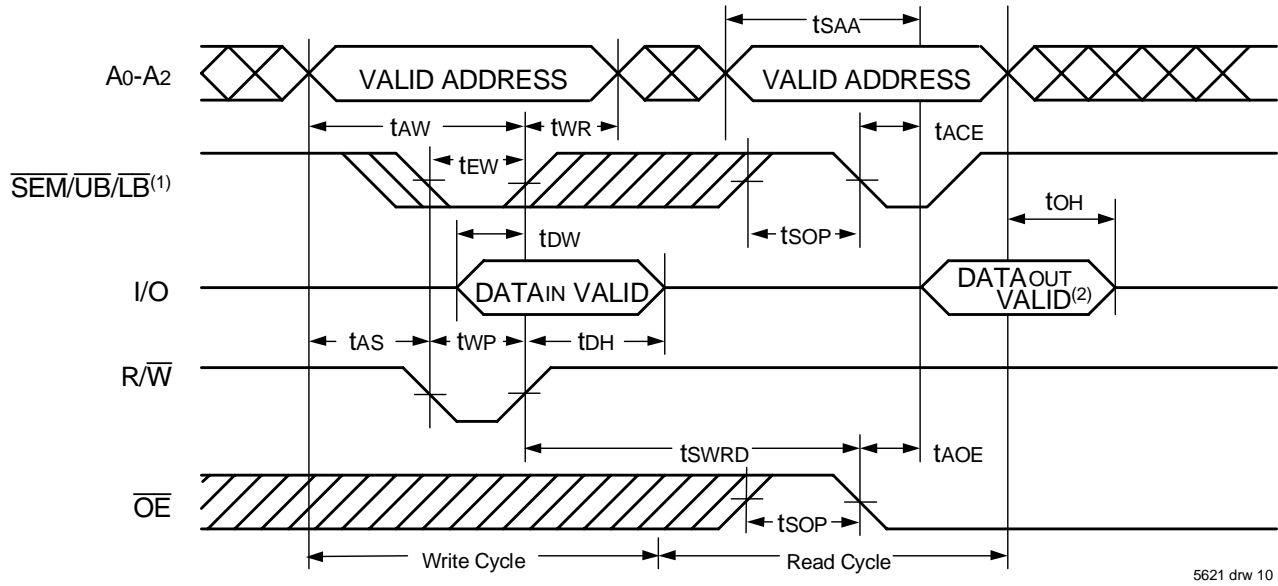 tSAA
A0-A2
VALID ADDRESS
VALID ADDRESS
tAW
tWR
tACE
tEW
SEM/UB/LB(1)
tOH
tDW
tSOP
I/O
DATAIN VALID
DATAOUT
VALID(2)
tAS
tWP
tDH
R/W
tSWRD
tAOE
OE
tSOP
Write Cycle
Read Cycle
5621 drw 10